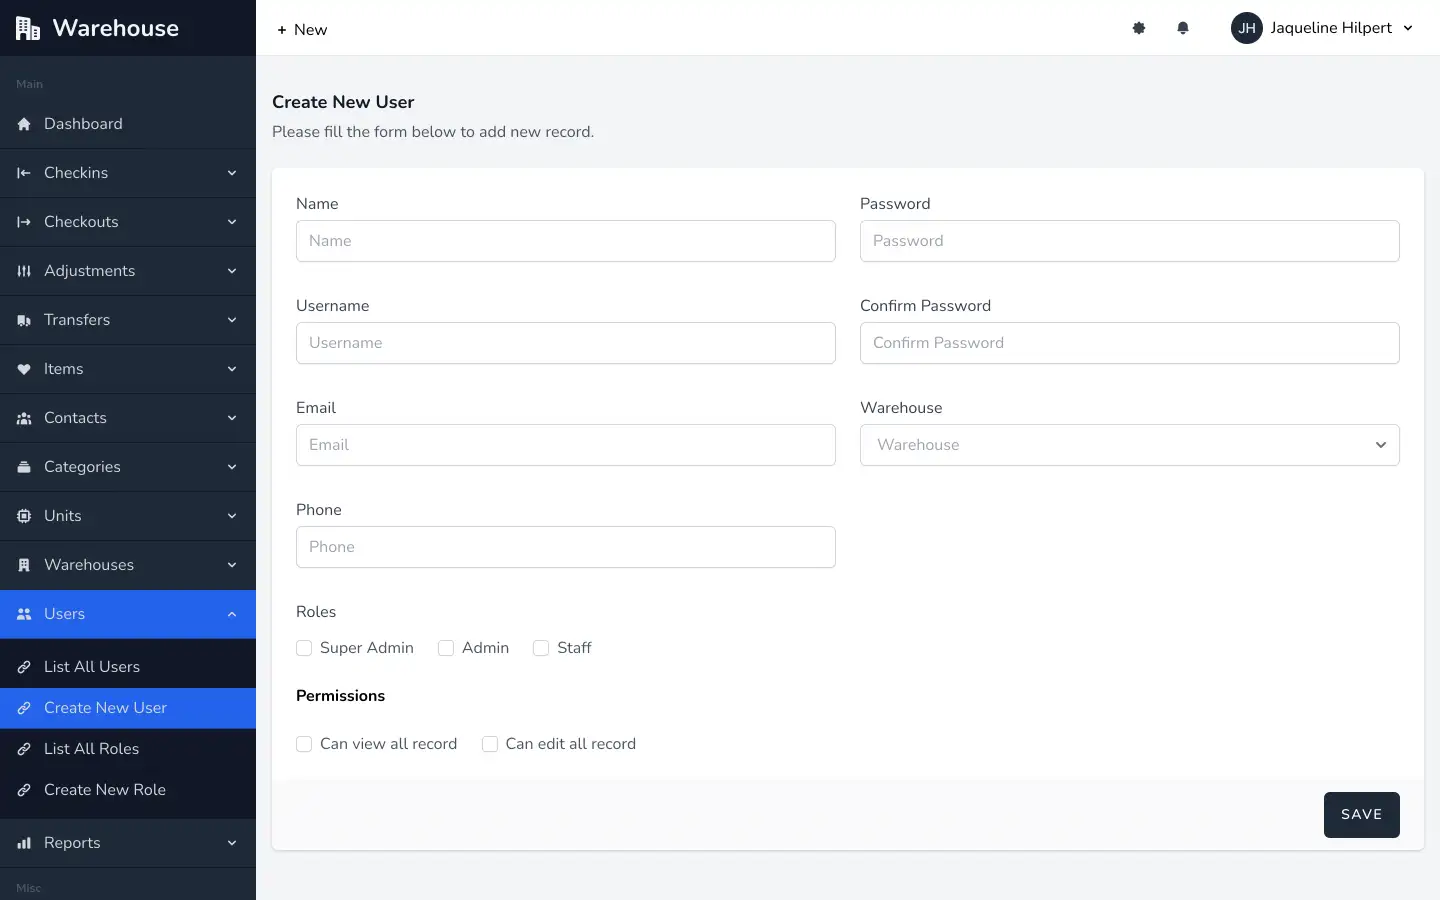 Warehouse
+ New
JH
Jaqueline Hilpert
Main
Dashboard
Checkins
Checkouts
Adjustments
Transfers
Items
Contacts
Categories
Units
Warehouses
Users
List All Users
Create New User
List All Roles
Create New Role
Reports
Misc
Create New User
Please fill the form below to add new record.
Name
Name
Password
Password
Username
Username
Confirm Password
Confirm Password
Email
Email
Warehouse
Warehouse
Phone
Phone
Roles
Super Admin Admin Staff
Permissions
Can view all record Can edit all record
SAVE